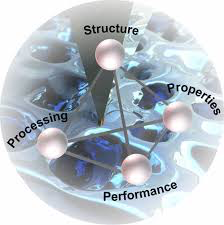 Structure
Properties
Processing
Performance